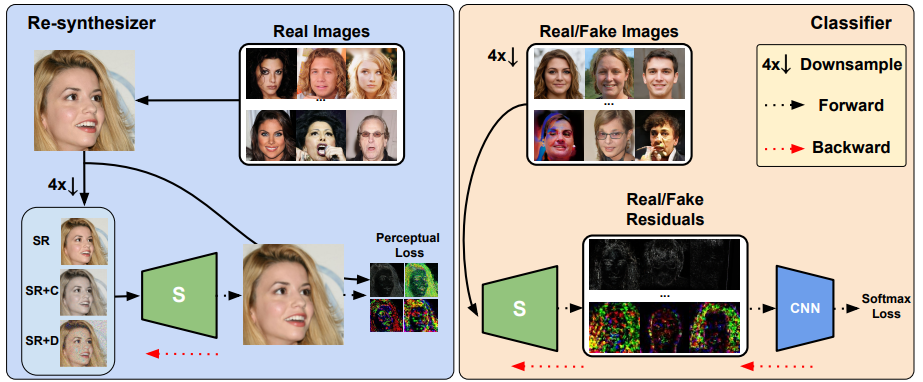 Re-synthesizer
Real Images
...
4x↓
SR
SR+C
SR+D
S
Perceptual
Loss
Classifier
4x↓
Real/Fake Images
...
4x↓ Downsample
Forward
Backward
Real/Fake
Residuals
...
S
CNN
Softmax
Loss